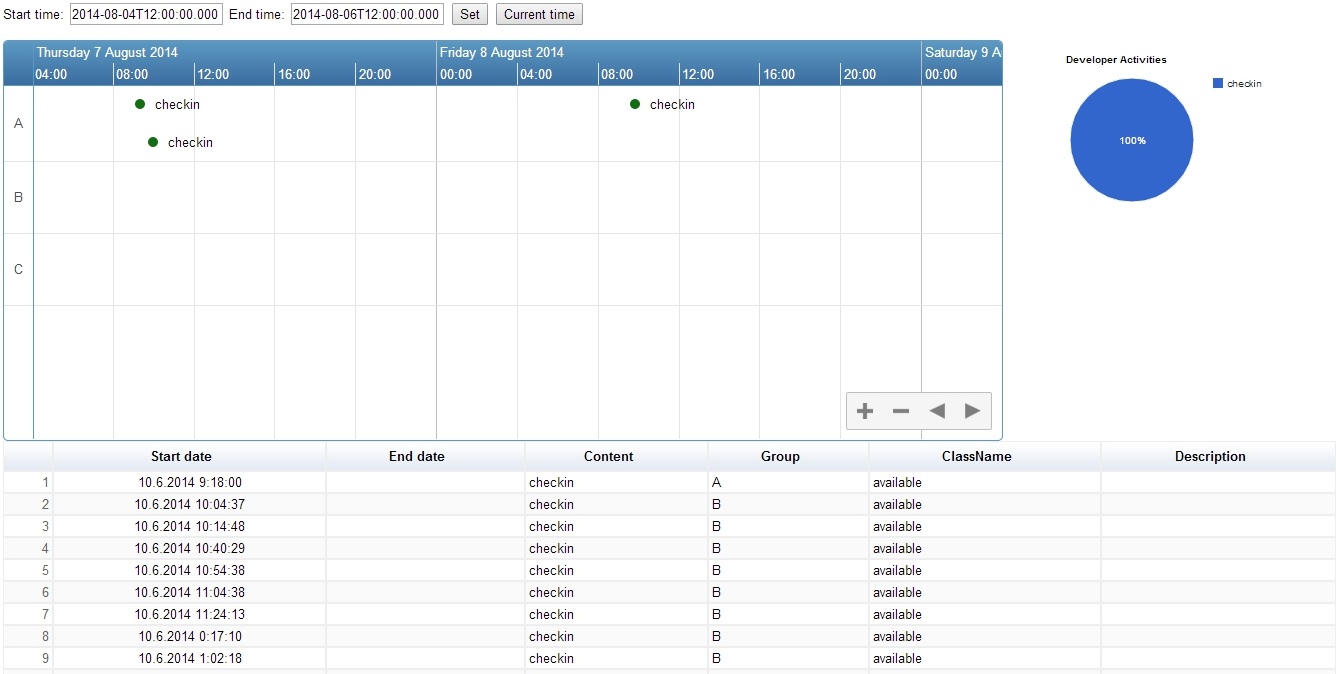 Start time: 2014-08-04T12:00:00.000 End time: 2014-08-06T12:00:00.000 Set Current time
Thursday 7 August 2014 Friday 8 August 2014 Saturday 9 A
04:00 08:00 12:00 16:00 20:00 00:00 04:00 08:00 12:00 16:00 20:00 00:00
checkin checkin
A
checkin
B
C
Developer Activities
checkin
100%
Start date End date Content Group ClassName Description
1 10.6.2014 9:18:00 checkin A available
2 10.6.2014 10:04:37 checkin B available
3 10.6.2014 10:14:48 checkin B available
4 10.6.2014 10:40:29 checkin B available
5 10.6.2014 10:54:38 checkin B available
6 10.6.2014 11:04:38 checkin B available
7 10.6.2014 11:24:13 checkin B available
8 10.6.2014 0:17:10 checkin B available
9 10.6.2014 1:02:18 checkin B available